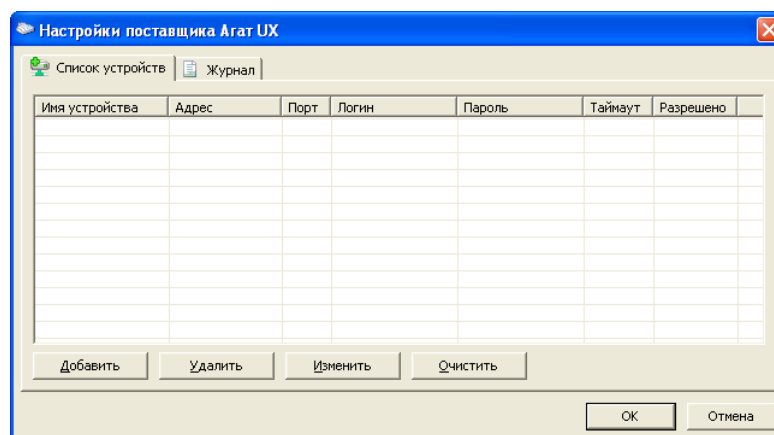 Настройки поставщика Агат UX
Список устройств Журнал
Имя устройства Адрес Порт Логин Пароль Таймаут Разрешено
Добавить Удалить Изменить Очистить
OK Отмена